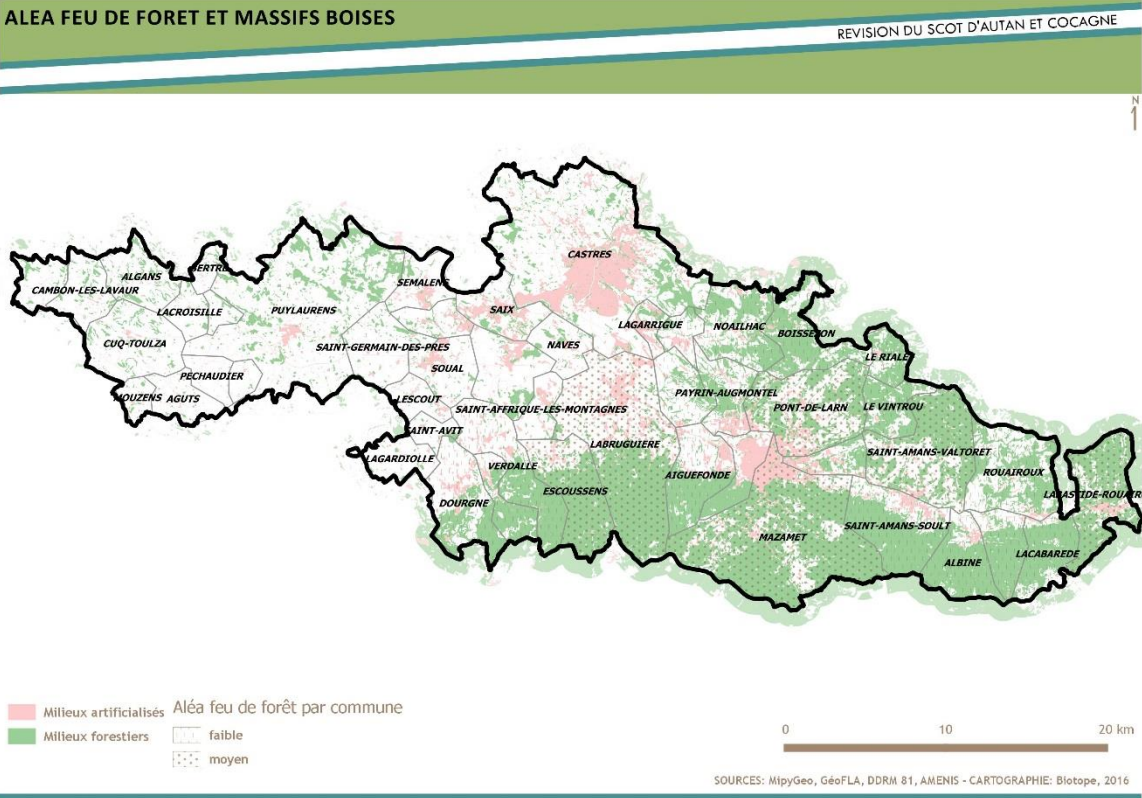 ALEA FEU DE FORET ET MASSIFS BOISES
REVISION DU SCOT D'AUTAN ET COCAGNE
N
CASTRES
BERTRE
ALGANS
CAMBON-LES-LAVAUR
SEMALENS
LACROISILLE
PUYLAURENS
SAIX
LAGARRIGUE
NOAILHAC
BOISSEZON
CUQ-TOULZA
SAINT-GERMAIN-DES-PRES
NAVES
LE RIALET
SOUAL
PECHAUDIER
MOUZENS
AGUTS
LESCOUT
SAINT-AFFRIQUE-LES-MONTAGNES
PAYRIN-AUGMONTEL
PONT-DE-LARN
LE VINTROU
SAINT-AVIT
LABRUGUIERE
LAGARDIOLLE
VERDALLE
SAINT-AMANS-VALTORET
AIGUEFONDE
ROUAIROUX
ESCOUSSENS
DOURGNE
LABASTIDE-ROUAIR
SAINT-AMANS-SOULT
MAZAMET
LACABAREDE
ALBINE
Milieux artificialisés
Milieux forestiers
Aléa feu de forêt par commune
faible
moyen
0 10 20 km
SOURCES: MipyGeo, GéoFLA, DDRM 81, AMENIS - CARTOGRAPHIE: Biotope, 2016